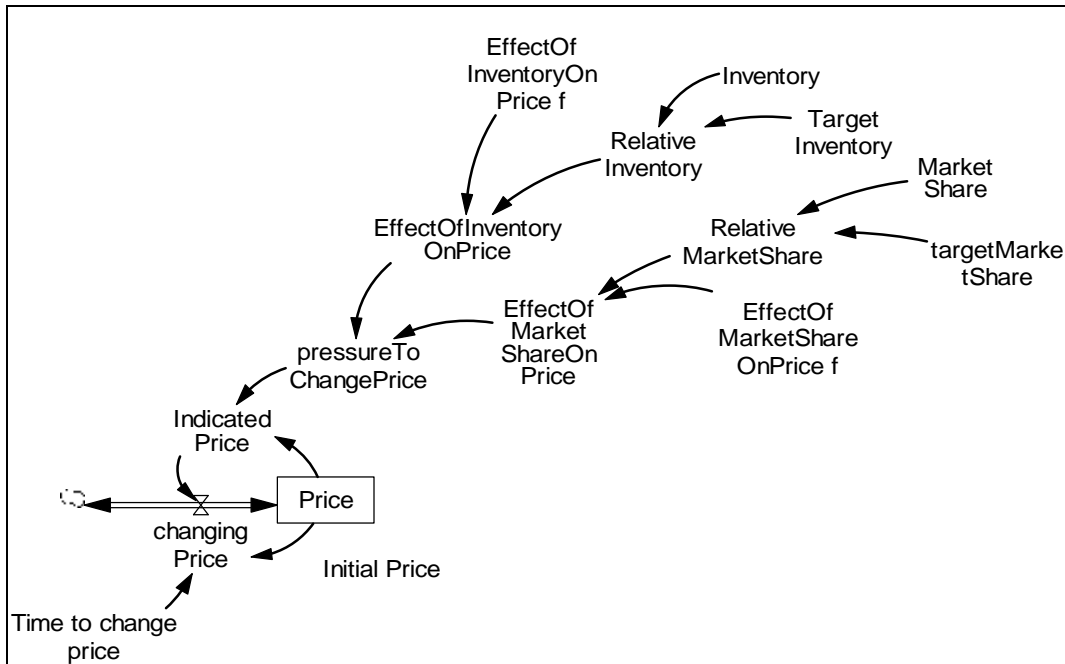 EffectOf
InventoryOn
Price f
Inventory
Target
Inventory
Relative
Inventory
Market
Share
EffectOfInventory
OnPrice
Relative
MarketShare
targetMarke
tShare
EffectOf
Market
ShareOn
Price
EffectOf
MarketShare
OnPrice f
pressureTo
ChangePrice
Indicated
Price
Price
changing
Price
Initial Price
Time to change
price